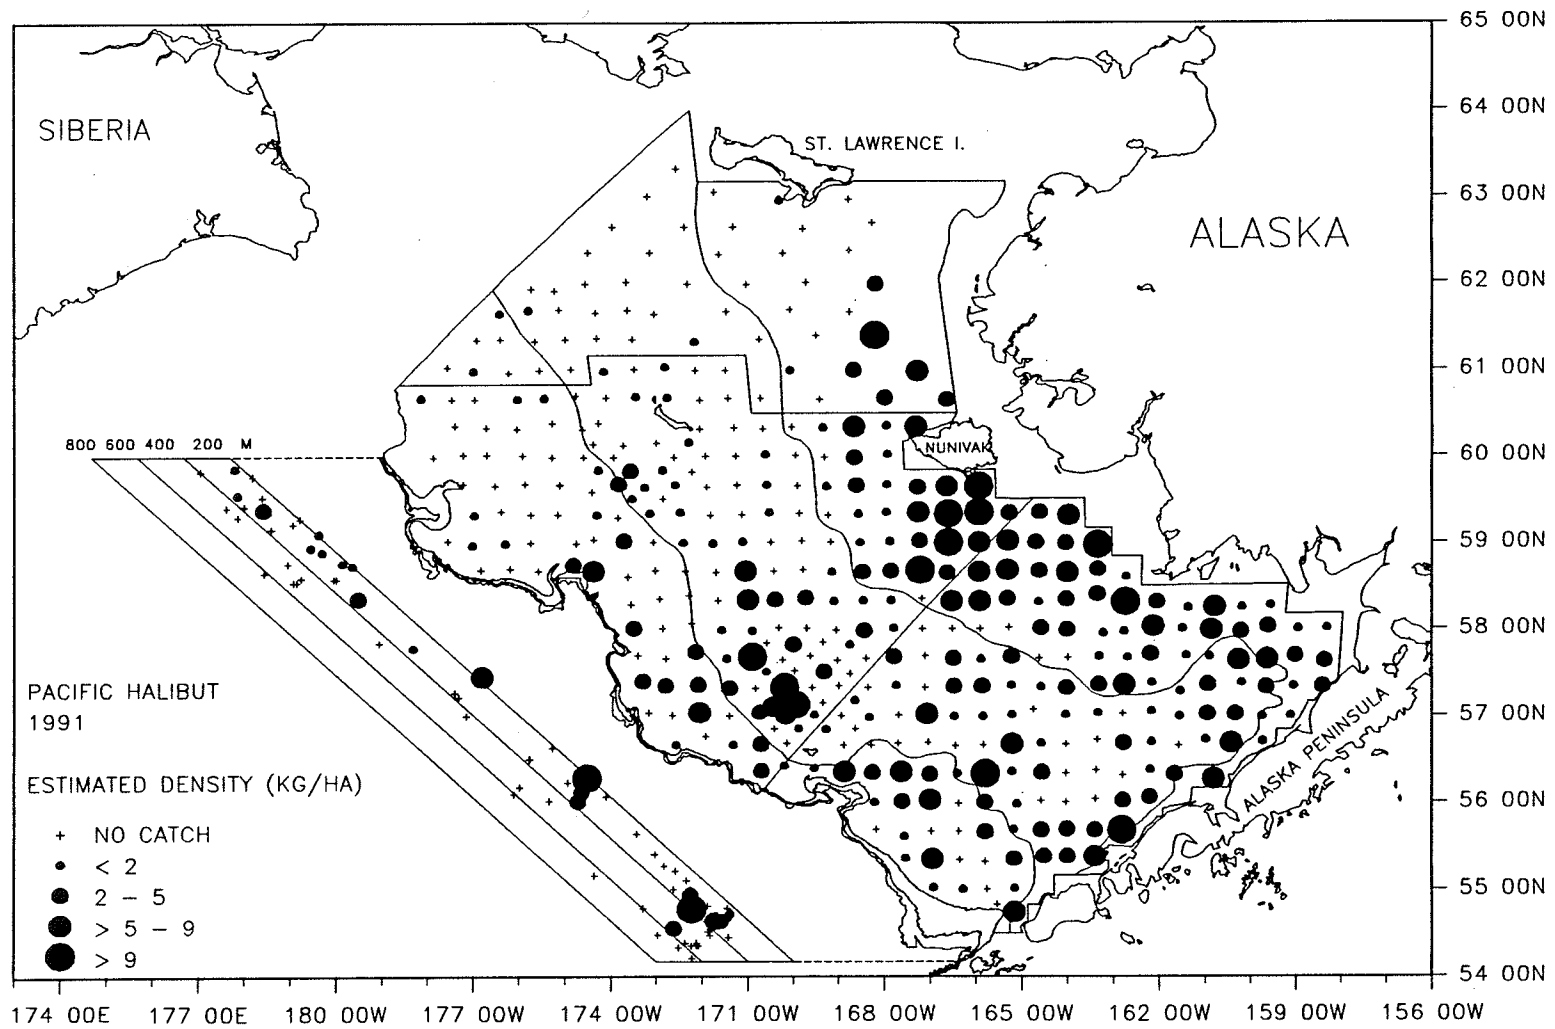 65 00N
64 00N
SIBERIA
ST. LAWRENCE I.
63 00N
ALASKA
62 00N
61 00N
800 600 400 200 M
NUNIVAK
60 00N
59 00N
58 00N
PACIFIC HALIBUT
1991
57 00N
ALASKA PENINSULA
ESTIMATED DENSITY (KG/HA)
56 00N
+ NO CATCH
< 2
2 – 5
> 5 – 9
> 9
55 00N
54 00N
174 00E 177 00E 180 00W 177 00W 174 00W 171 00W 168 00W 165 00W 162 00W 159 00W 156 00W